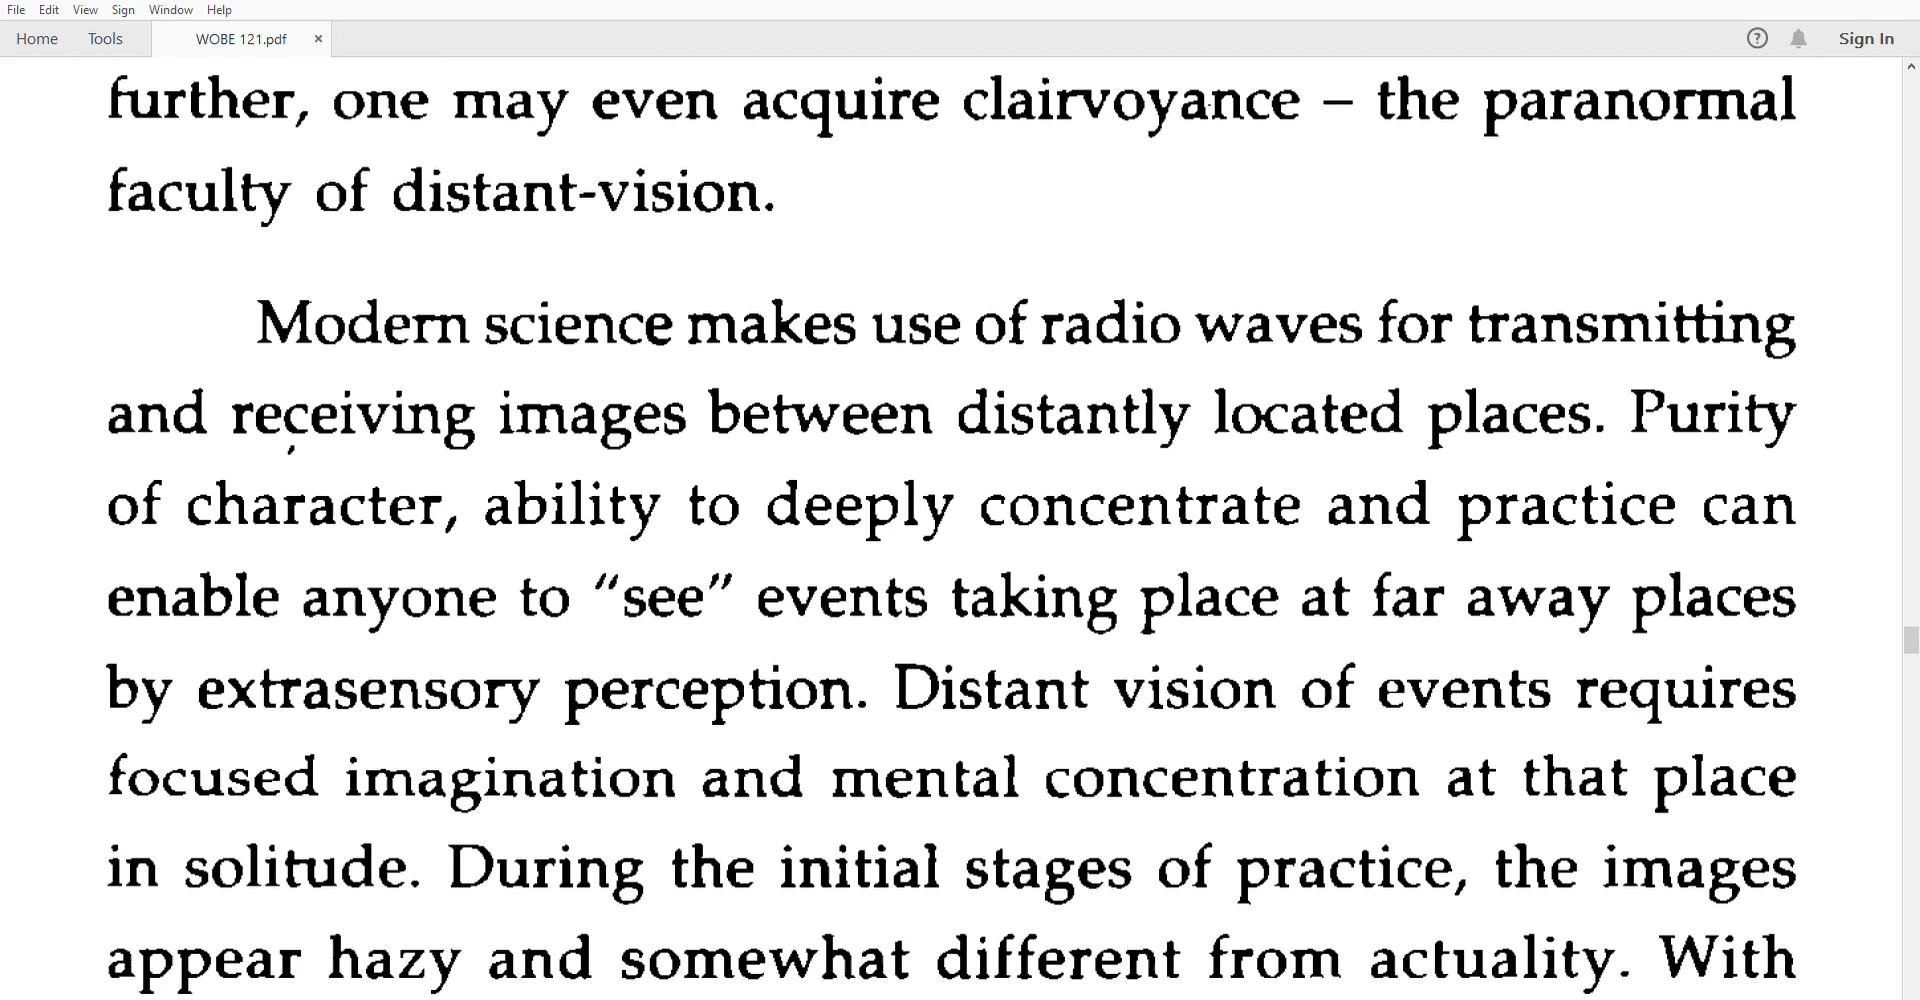 File Edit View Sign Window Help
Home Tools WOBE 121.pdf × ? Sign In
further, one may even acquire clairvoyance – the paranormal
faculty of distant-vision.
Modern science makes use of radio waves for transmitting
and receiving images between distantly located places. Purity
of character, ability to deeply concentrate and practice can
enable anyone to “see” events taking place at far away places
by extrasensory perception. Distant vision of events requires
focused imagination and mental concentration at that place
in solitude. During the initial stages of practice, the images
appear hazy and somewhat different from actuality. With